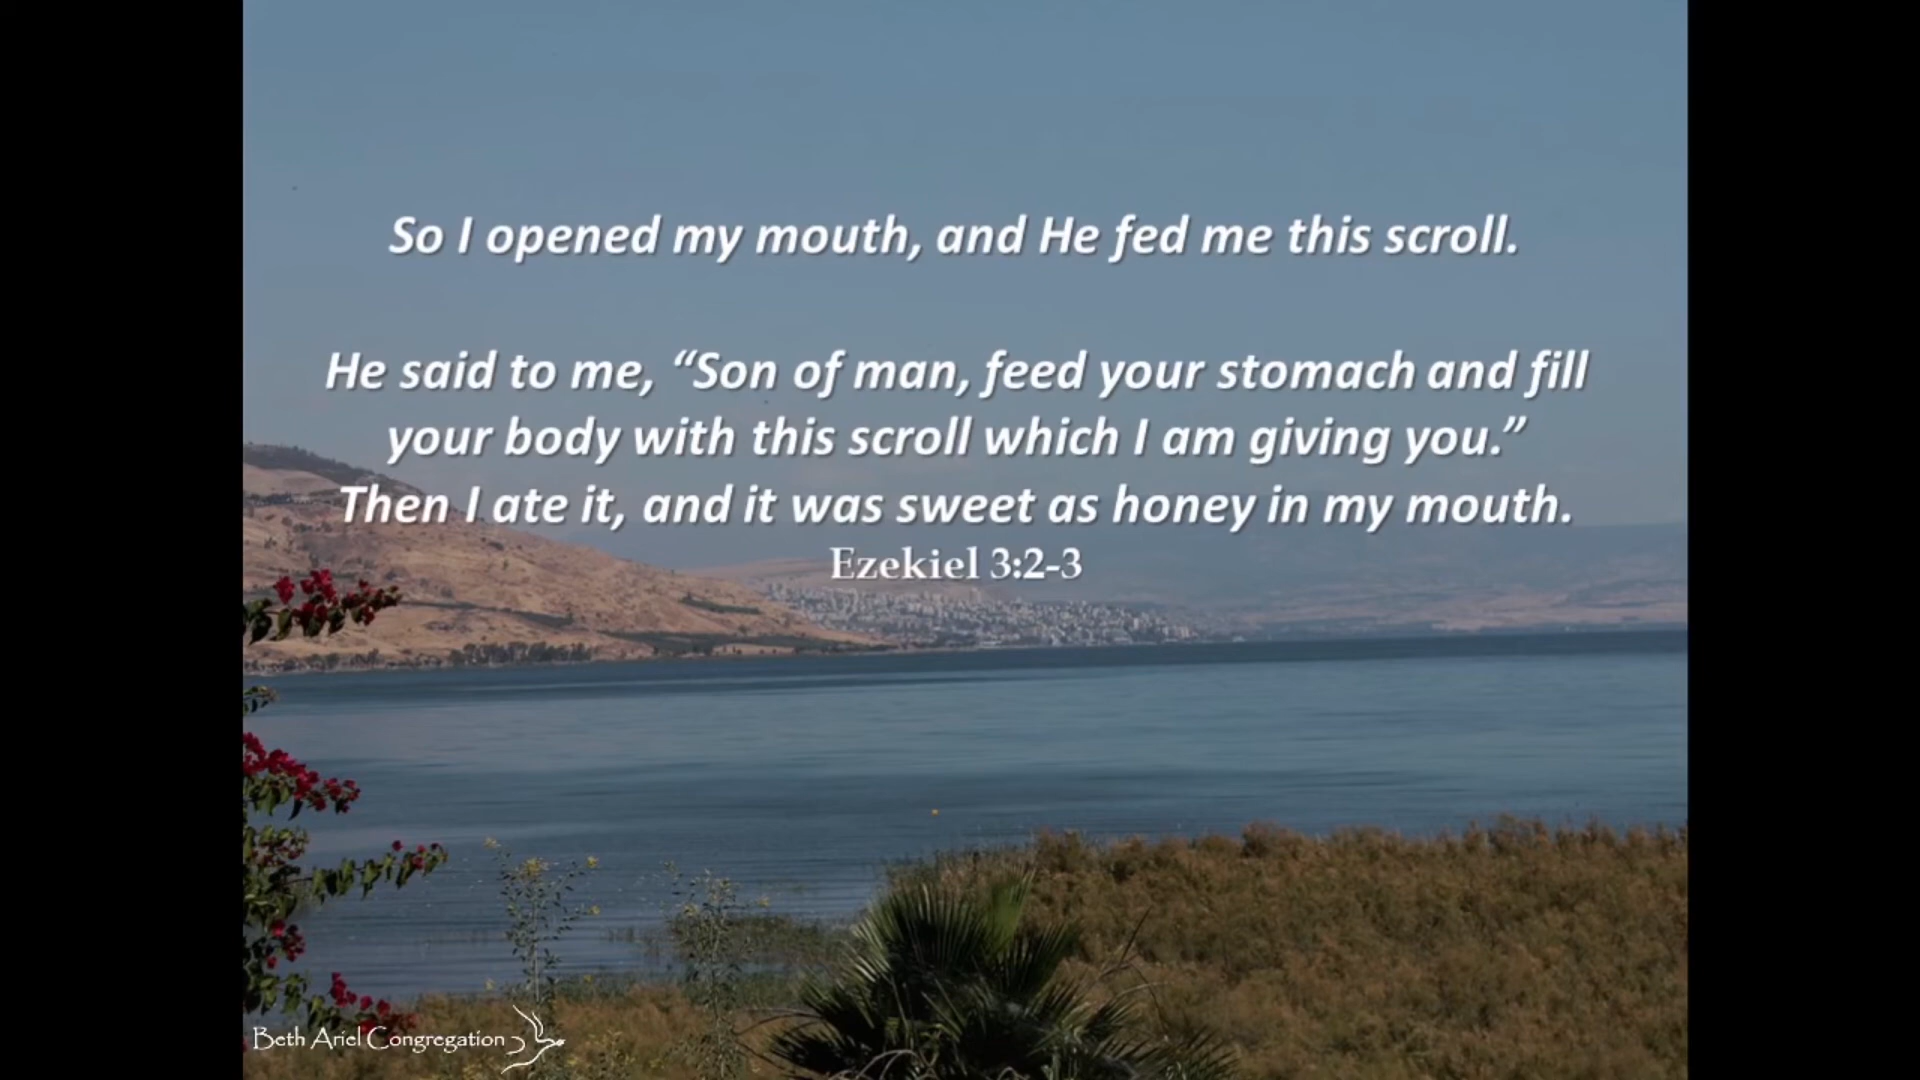 So I opened my mouth, and He fed me this scroll.
He said to me, “Son of man, feed your stomach and fill
your body with this scroll which I am giving you.”
Then I ate it, and it was sweet as honey in my mouth.
Ezekiel 3:2-3
Beth Ariel Congregation